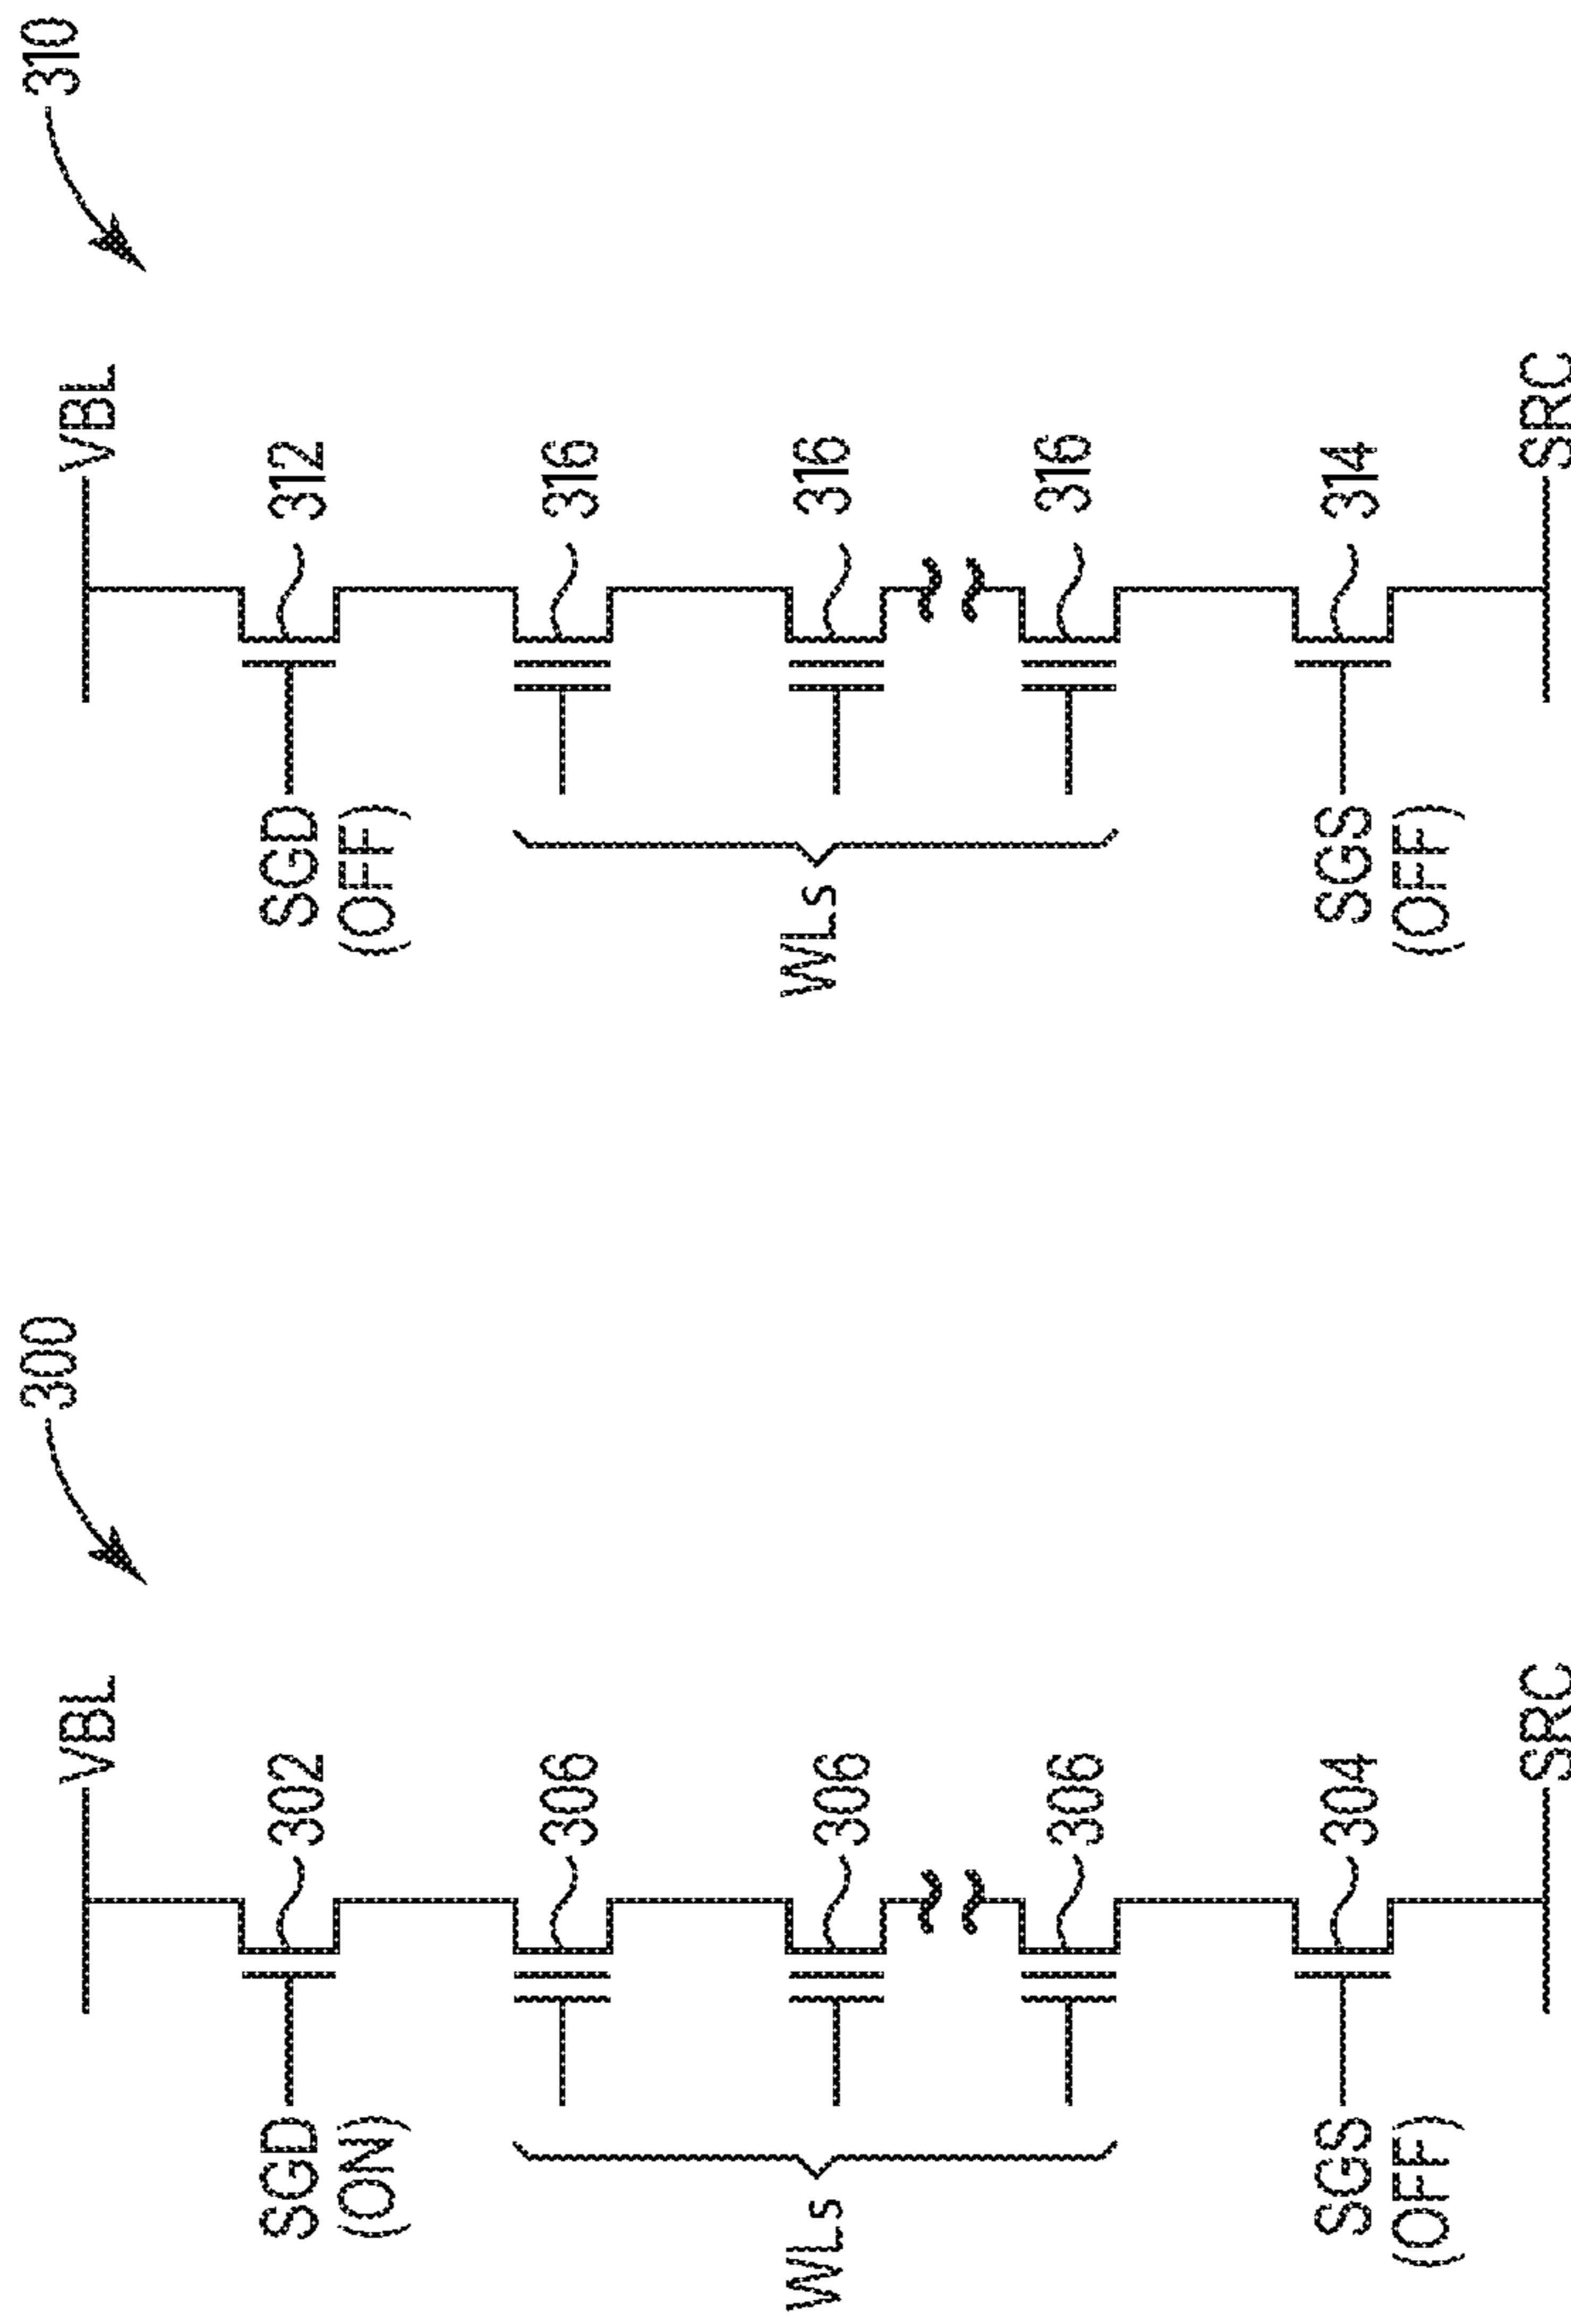 300
VBL
SGD
(ON)
302
306
306
WLs
306
SGS
(OFF)
304
SRC
310
VBL
SGD
(OFF)
312
316
316
WLs
316
SGS
(OFF)
314
SRC